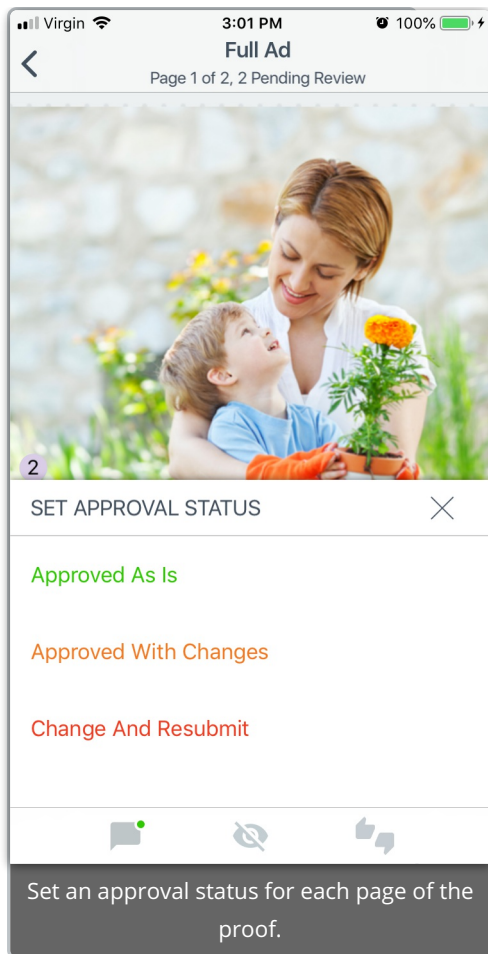 Virgin 3:01 PM 100%
Full Ad
Page 1 of 2, 2 Pending Review
2
SET APPROVAL STATUS
Approved As Is
Approved With Changes
Change And Resubmit
Set an approval status for each page of the
proof.